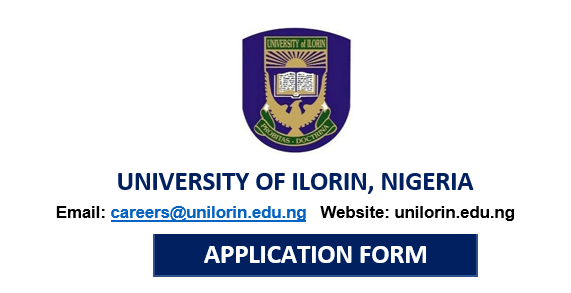 UNIVERSITY of ILORIN
PROBITAS - DOCTRINA
UNIVERSITY OF ILORIN, NIGERIA
Email: careers@unilorin.edu.ng Website: unilorin.edu.ng
APPLICATION FORM